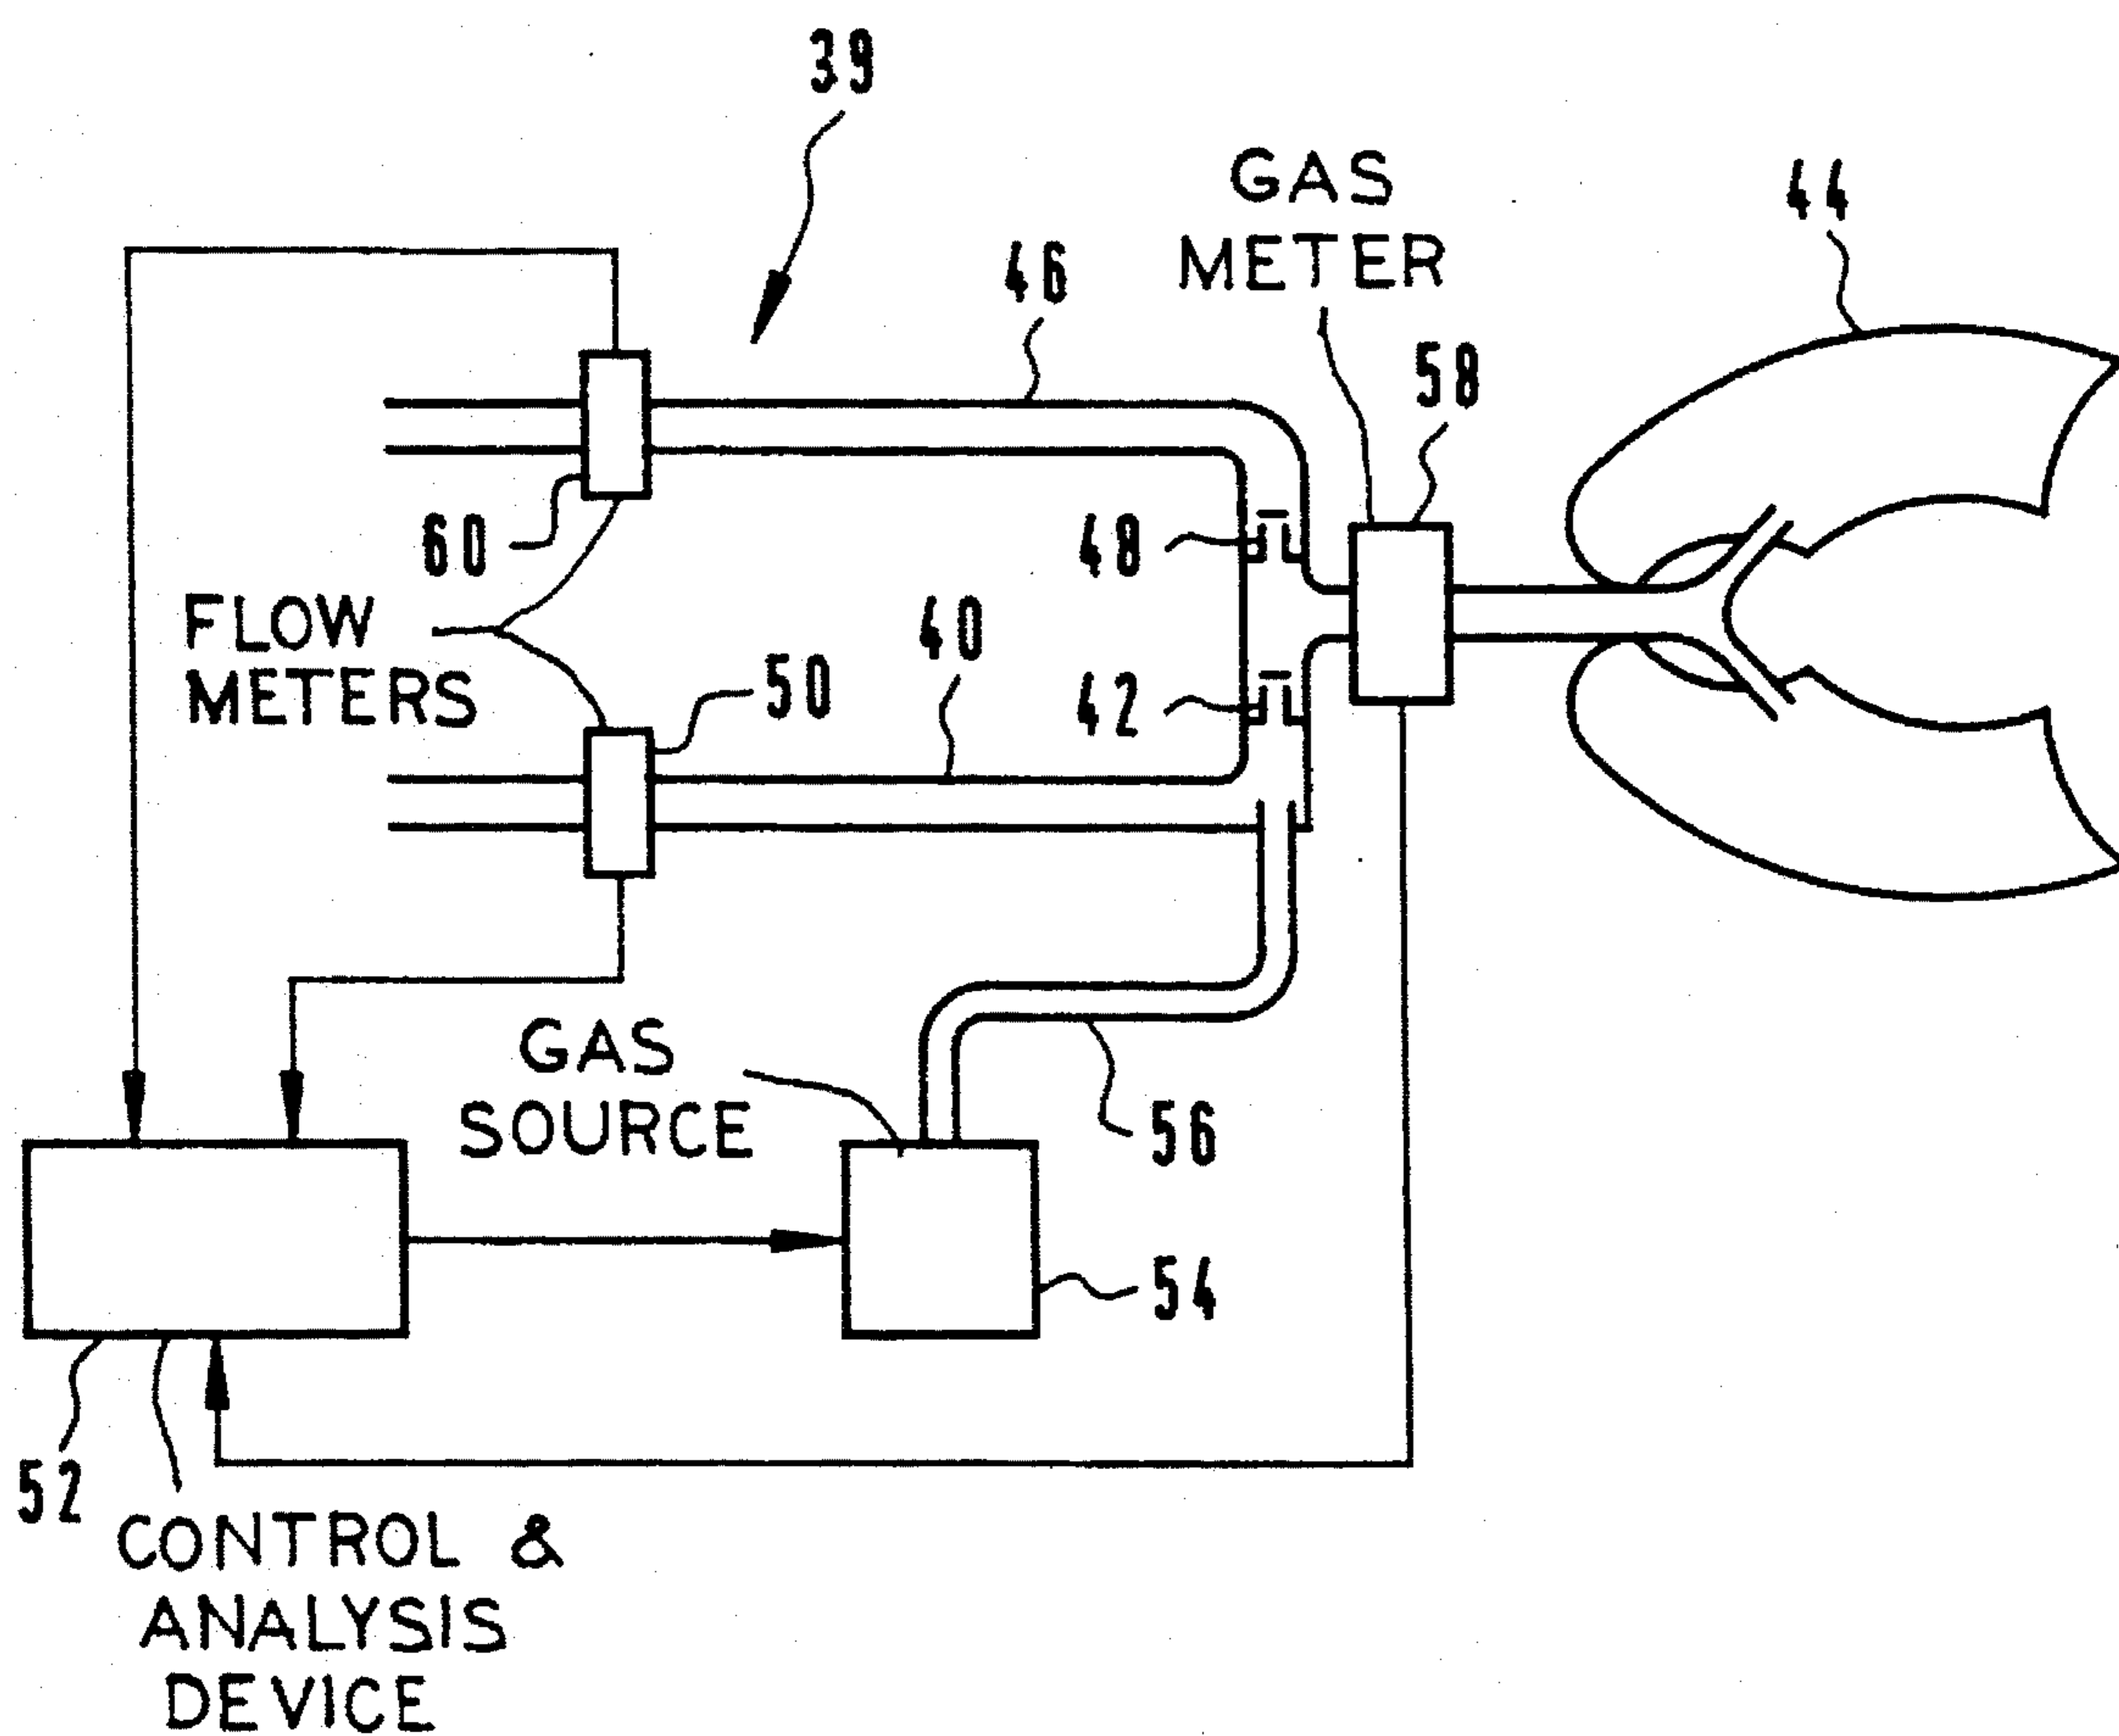 39
GAS
METER
44
46
58
60
48
FLOW
METERS
40
50
42
GAS
SOURCE
56
54
52
CONTROL &
ANALYSIS
DEVICE